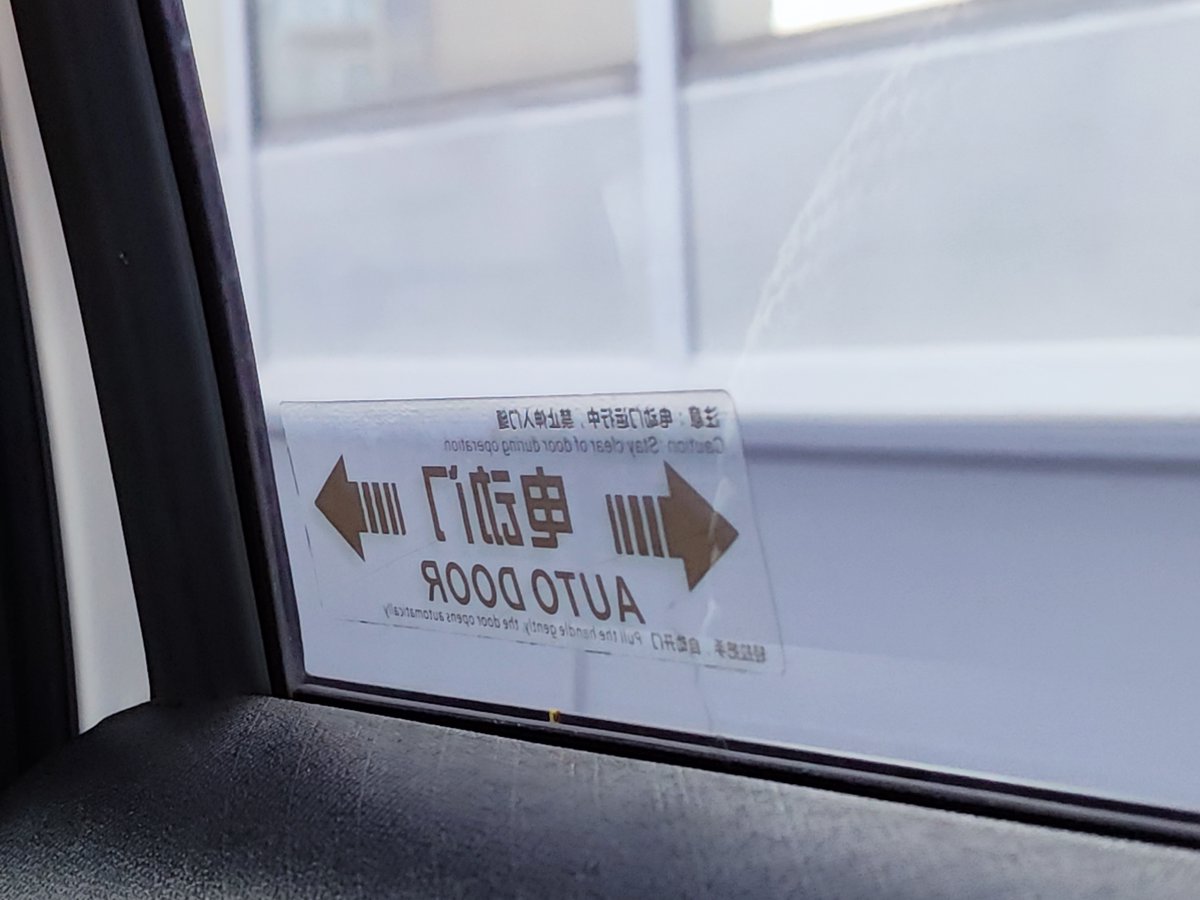 注意：电动门运行中，禁止伸入门缝
Caution Stay clear of door during operation
电动门
AUTO DOOR
轻拉把手，自动开门 Pull the handle gently, the door opens automatically